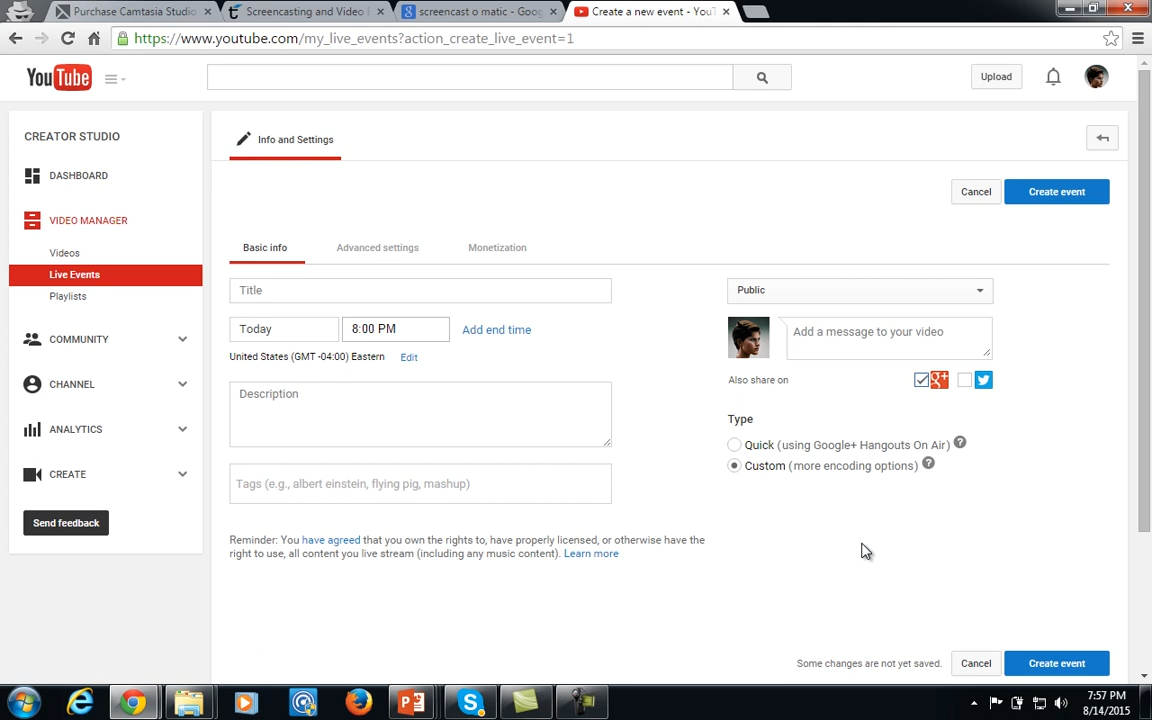 Purchase Camtasia Studio
Screencasting and Video E
screencast o matic - Goog
Create a new event - YouT
https://www.youtube.com/my_live_events?action_create_live_event=1
YouTube
Upload
CREATOR STUDIO
DASHBOARD
VIDEO MANAGER
Videos
Live Events
Playlists
COMMUNITY
CHANNEL
ANALYTICS
CREATE
Send feedback
Info and Settings
Cancel
Create event
Basic info
Advanced settings
Monetization
Title
Today
8:00 PM
Add end time
United States (GMT -04:00) Eastern
Edit
Description
Tags (e.g., albert einstein, flying pig, mashup)
Reminder: You have agreed that you own the rights to, have properly licensed, or otherwise have the
right to use, all content you live stream (including any music content). Learn more
Public
Add a message to your video
Also share on
g+
Type
Quick (using Google+ Hangouts On Air) ?
Custom (more encoding options) ?
Some changes are not yet saved.
Cancel
Create event
7:57 PM
8/14/2015